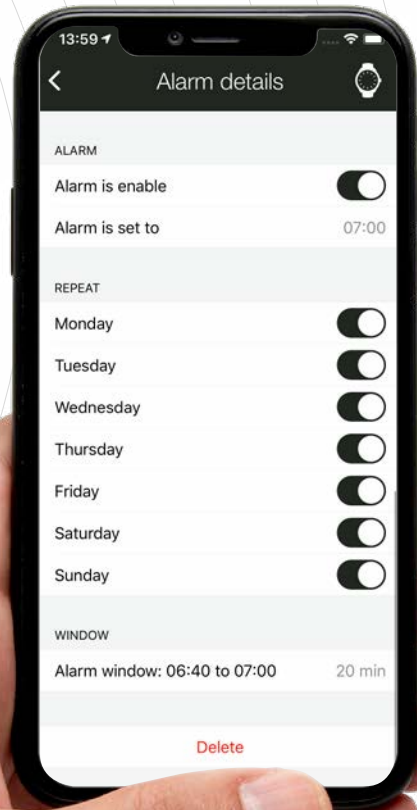 13:59
Alarm details
ALARM
Alarm is enable
Alarm is set to 07:00
REPEAT
Monday
Tuesday
Wednesday
Thursday
Friday
Saturday
Sunday
WINDOW
Alarm window: 06:40 to 07:00 20 min
Delete